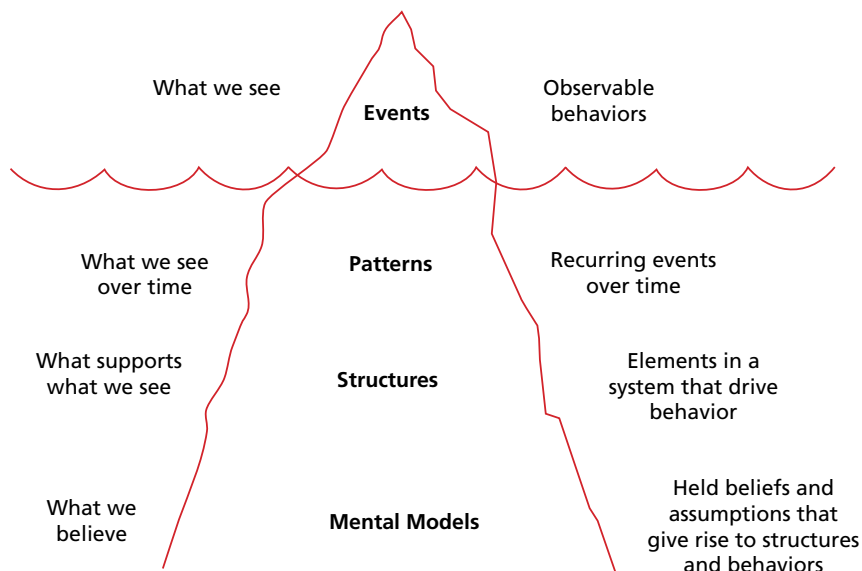 What we see
Events
Observable
behaviors
What we see
over time
Patterns
Recurring events
over time
What supports
what we see
Structures
Elements in a
system that drive
behavior
What we
believe
Mental Models
Held beliefs and
assumptions that
give rise to structures
and behaviors